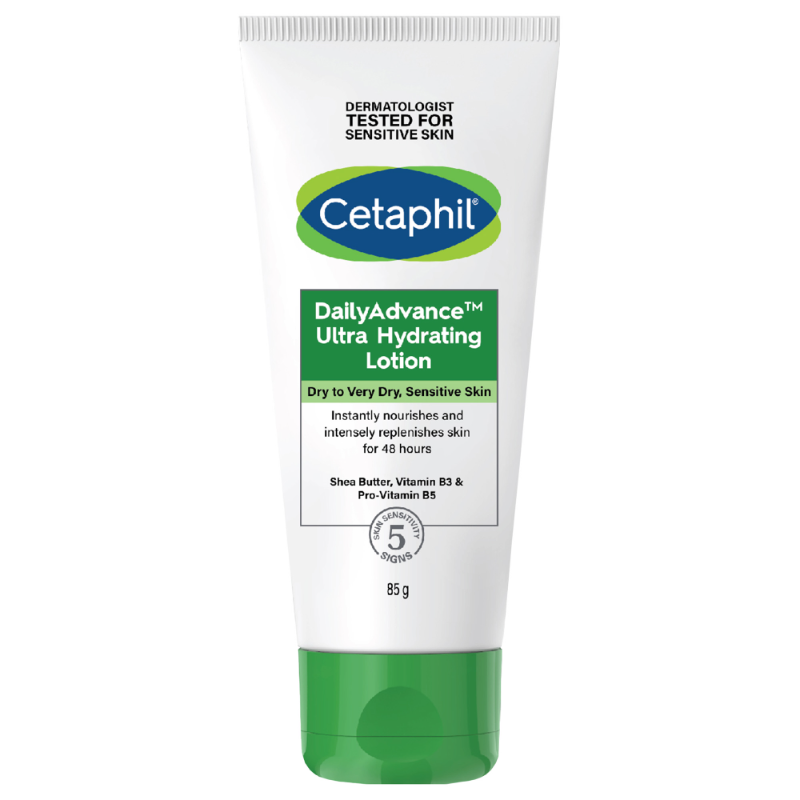 DERMATOLOGIST
TESTED FOR
SENSITIVE SKIN
Cetaphil®
DailyAdvance™
Ultra Hydrating
Lotion
Dry to Very Dry, Sensitive Skin
Instantly nourishes and
intensely replenishes skin
for 48 hours
Shea Butter, Vitamin B3 &
Pro-Vitamin B5
SKIN SENSITIVITY
5
SIGNS
85 g